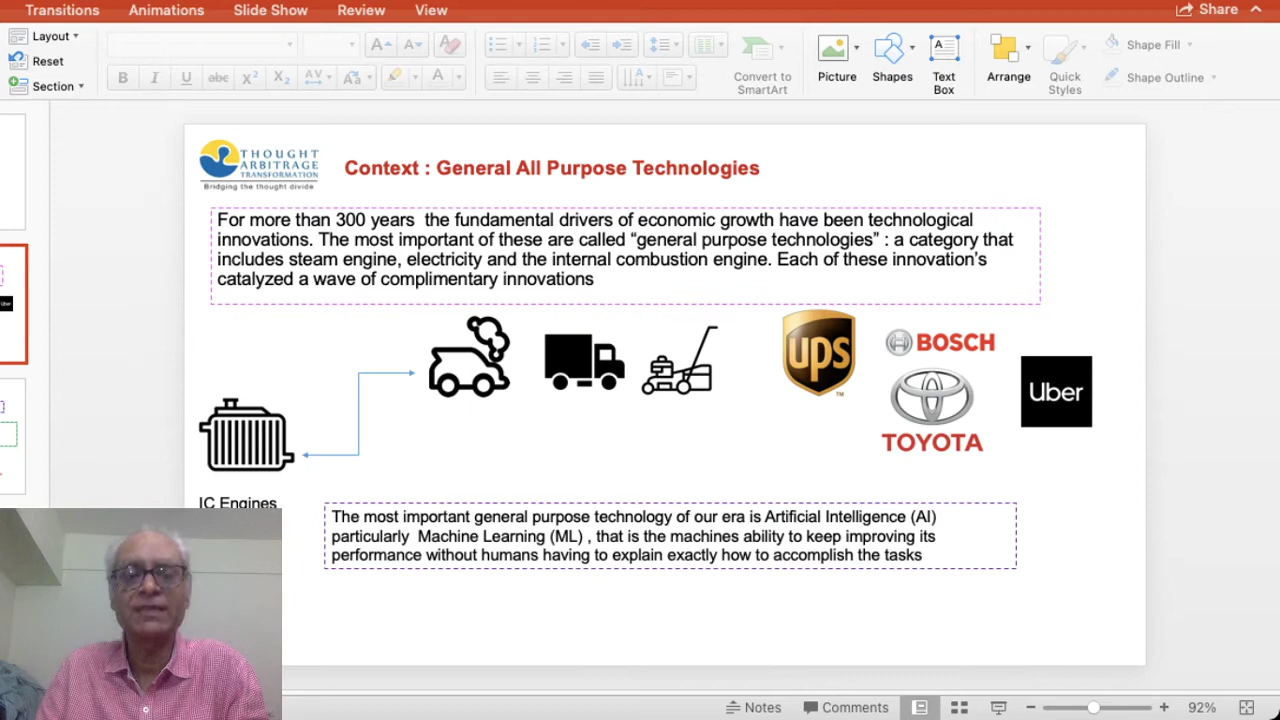 Transitions Animations Slide Show Review View Share
Layout
Reset
Section
B I U abc X² X₂ AV Aa A
Convert to SmartArt
Picture
Shapes
Text Box
Arrange
Quick Styles
Shape Fill
Shape Outline
THOUGHT
ARBITRAGE
TRANSFORMATION
Bridging the thought divide
Context : General All Purpose Technologies
For more than 300 years the fundamental drivers of economic growth have been technological
innovations. The most important of these are called “general purpose technologies” : a category that
includes steam engine, electricity and the internal combustion engine. Each of these innovation’s
catalyzed a wave of complimentary innovations
ups
TM
BOSCH
TOYOTA
Uber
IC Engines
The most important general purpose technology of our era is Artificial Intelligence (AI)
particularly Machine Learning (ML) , that is the machines ability to keep improving its
performance without humans having to explain exactly how to accomplish the tasks
Notes Comments 92%